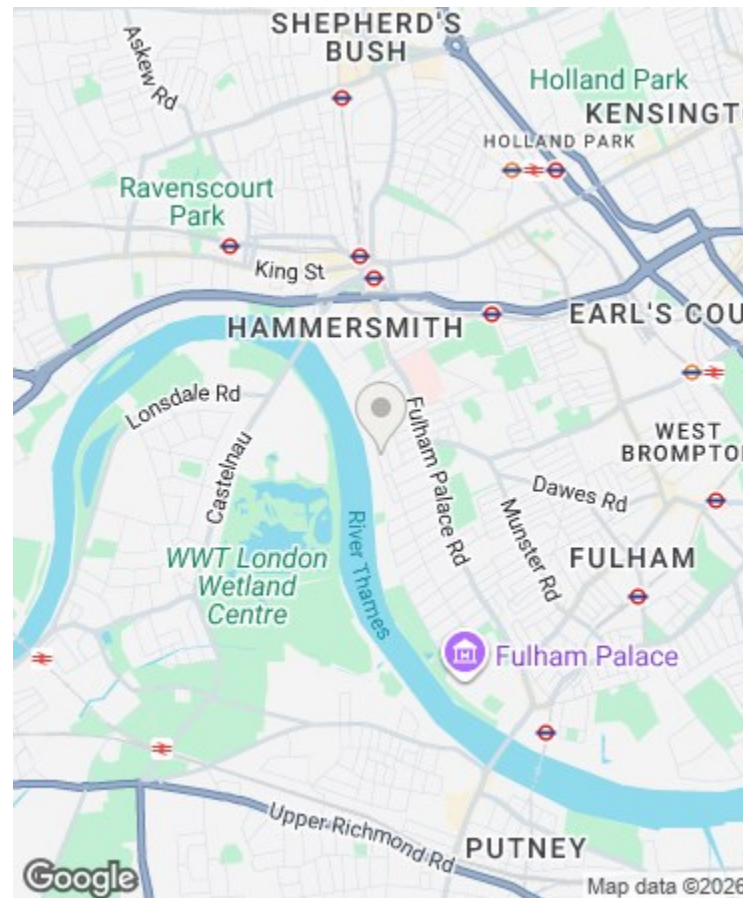 SHEPHERD'S
BUSH
Askew Rd
Holland Park
KENSINGT
HOLLAND PARK
Ravenscourt
Park
King St
HAMMERSMITH
EARL'S COU
Lonsdale Rd
Castelnau
Fulham Palace Rd
WEST
BROMPTO
Dawes Rd
Munster Rd
River Thames
WWT London
Wetland
Centre
FULHAM
Fulham Palace
Upper Richmond Rd
PUTNEY
Google
Map data ©2026